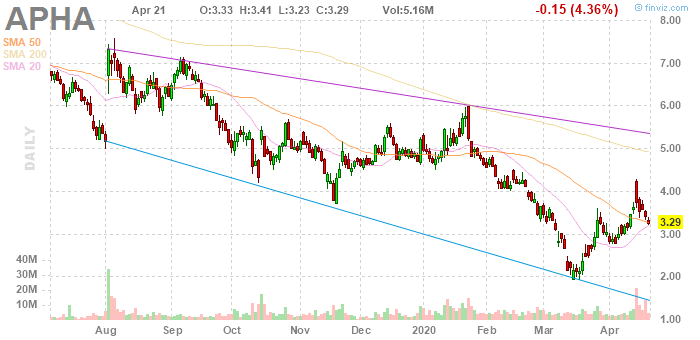 APHA
Apr 21 O:3.33 H:3.41 L:3.23 C:3.29 Vol:5.16M -0.15 (4.36%)
© finviz.com
SMA 50
SMA 200
SMA 20
DAILY
8.00
7.00
6.00
5.00
4.00
3.29
3.00
2.00
1.00
40M
30M
20M
10M
Aug Sep Oct Nov Dec 2020 Feb Mar Apr